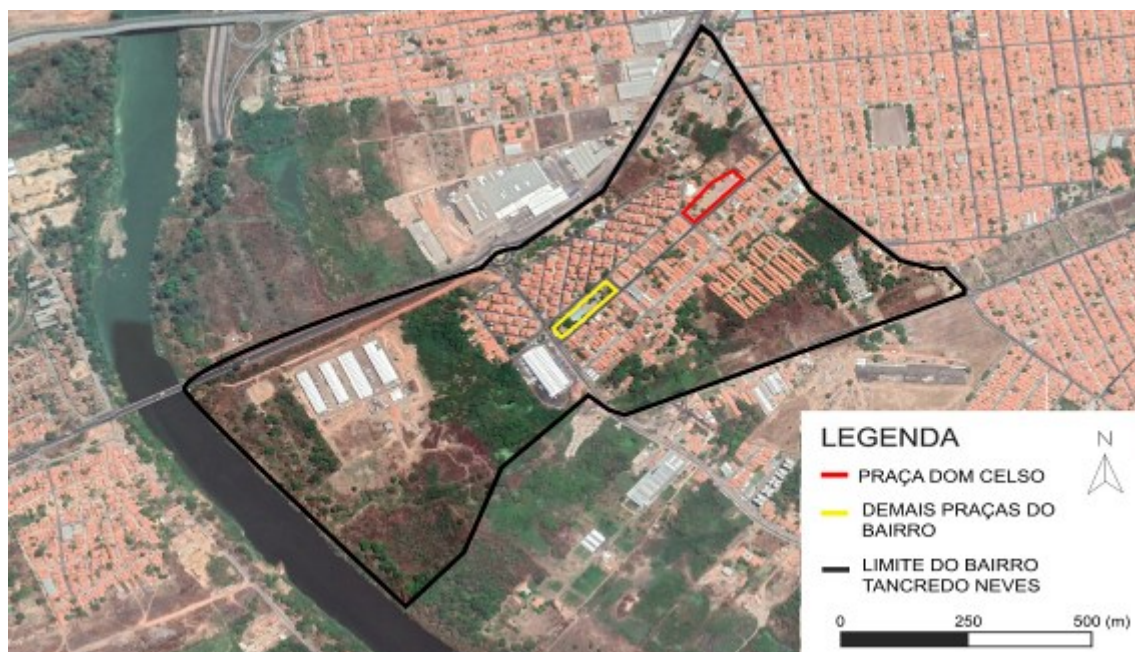 LEGENDA
N
PRAÇA DOM CELSO
DEMAIS PRAÇAS DO
BAIRRO
LIMITE DO BAIRRO
TANCREDO NEVES
0 250 500 (m)